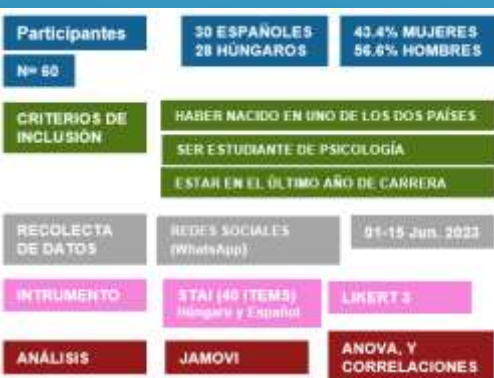 Participantes
30 ESPAÑOLES
28 HÚNGAROS
43.4% MUJERES
56.6% HOMBRES
N= 60
CRITERIOS DE
INCLUSIÓN
HABER NACIDO EN UNO DE LOS DOS PAÍSES
SER ESTUDIANTE DE PSICOLOGÍA
ESTAR EN EL ÚLTIMO AÑO DE CARRERA
RECOLECTA
DE DATOS
REDES SOCIALES
(WhatsApp)
01-15 Jun. 2023
INTRUMENTO
STAI (40 ITEMS)
Húngaro y Español
LIKERT 3
ANÁLISIS
JAMOVI
ANOVA, Y
CORRELACIONES